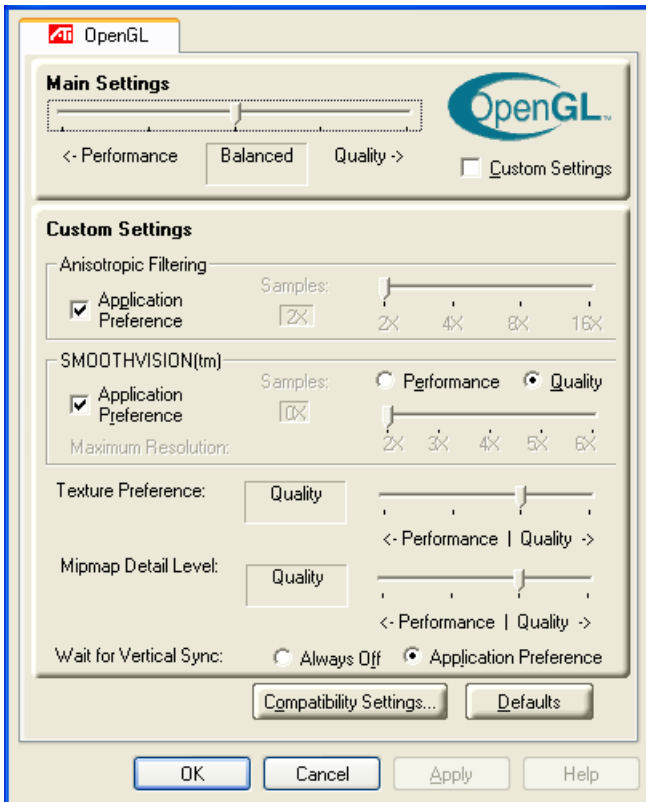 ATi OpenGL
Main Settings
OpenGL™
<- Performance Balanced Quality ->
Custom Settings
Custom Settings
Anisotropic Filtering
Application Preference
Samples:
2X
2X 4X 8X 16X
SMOOTHVISION(tm)
Application Preference
Samples:
0X
Performance Quality
2X 3X 4X 5X 6X
Maximum Resolution:
Texture Preference: Quality
<- Performance | Quality ->
Mipmap Detail Level: Quality
<- Performance | Quality ->
Wait for Vertical Sync: Always Off Application Preference
Compatibility Settings... Defaults
OK Cancel Apply Help